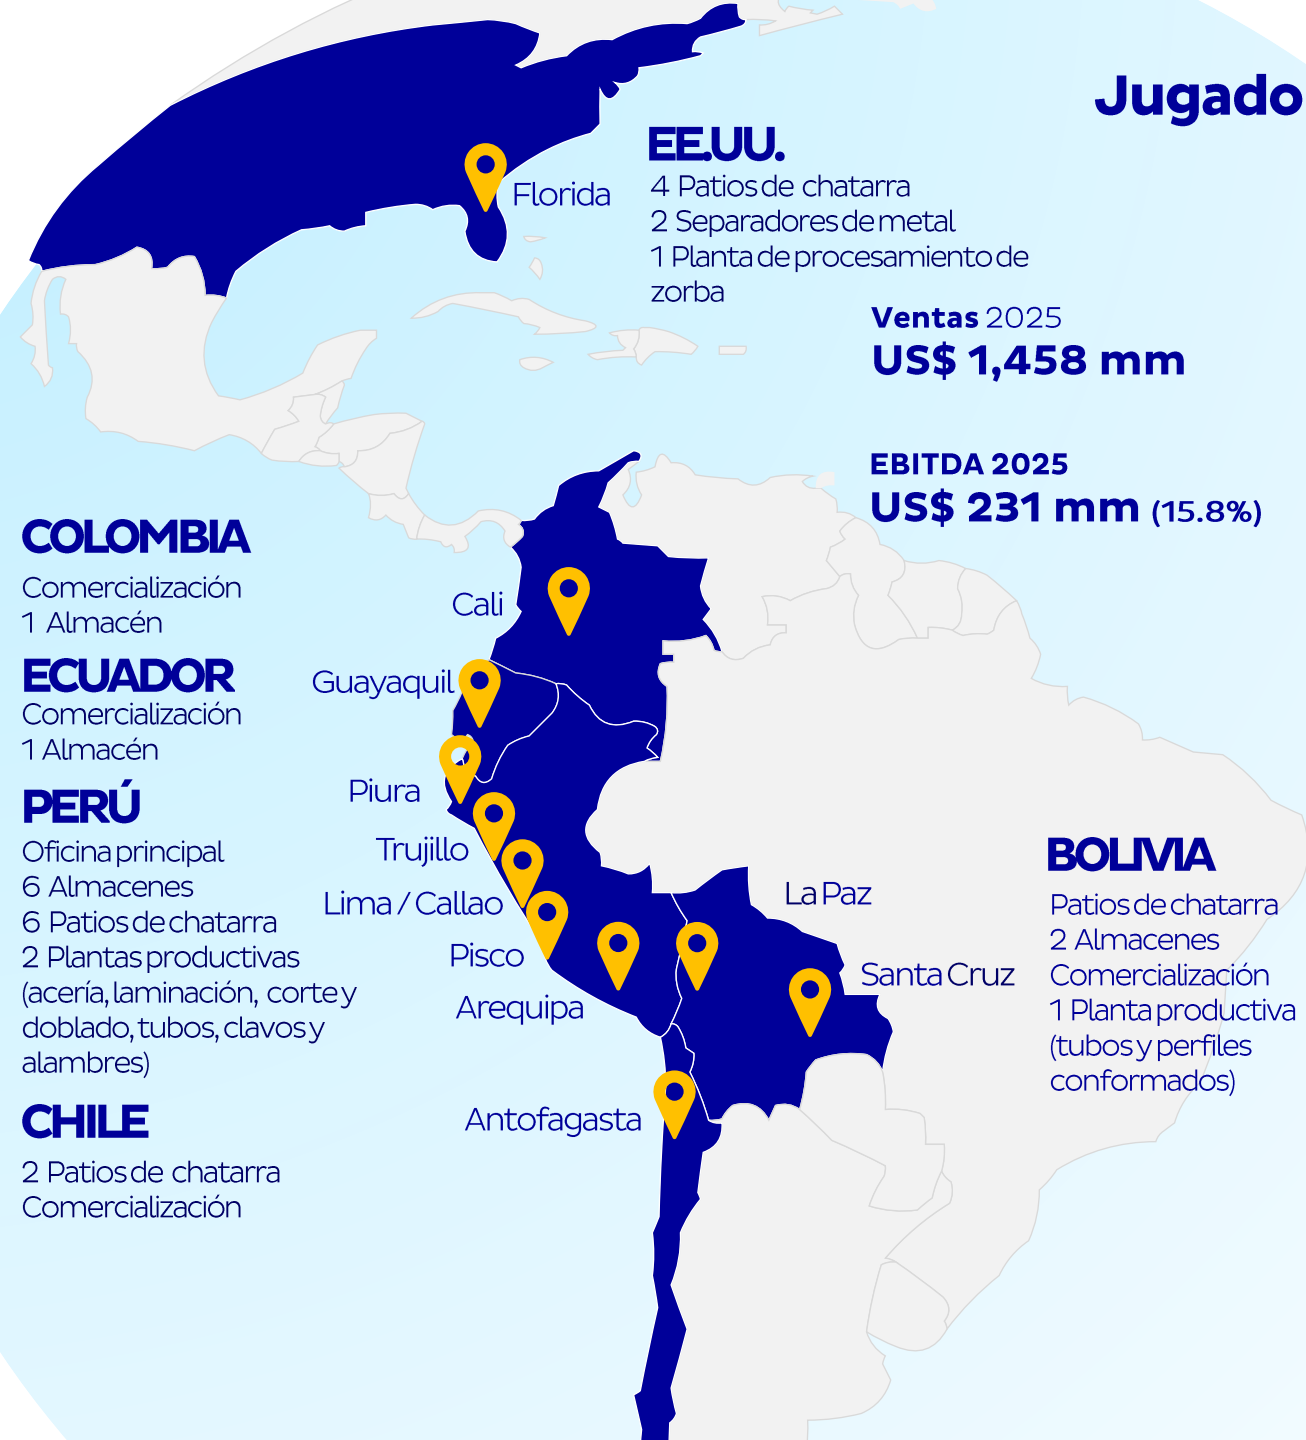 Jugado
EE.UU.
4 Patios de chatarra
2 Separadores de metal
1 Planta de procesamiento de
zorba
Florida
Ventas 2025
US$ 1,458 mm
EBITDA 2025
US$ 231 mm (15.8%)
COLOMBIA
Comercialización
1 Almacén
ECUADOR
Comercialización
1 Almacén
PERÚ
Oficina principal
6 Almacenes
6 Patios de chatarra
2 Plantas productivas
(acería, laminación, corte y
doblado, tubos, clavos y
alambres)
CHILE
2 Patios de chatarra
Comercialización
Cali
Guayaquil
Piura
Trujillo
Lima / Callao
Pisco
Arequipa
Antofagasta
La Paz
Santa Cruz
BOLIVIA
Patios de chatarra
2 Almacenes
Comercialización
1 Planta productiva
(tubos y perfiles
conformados)